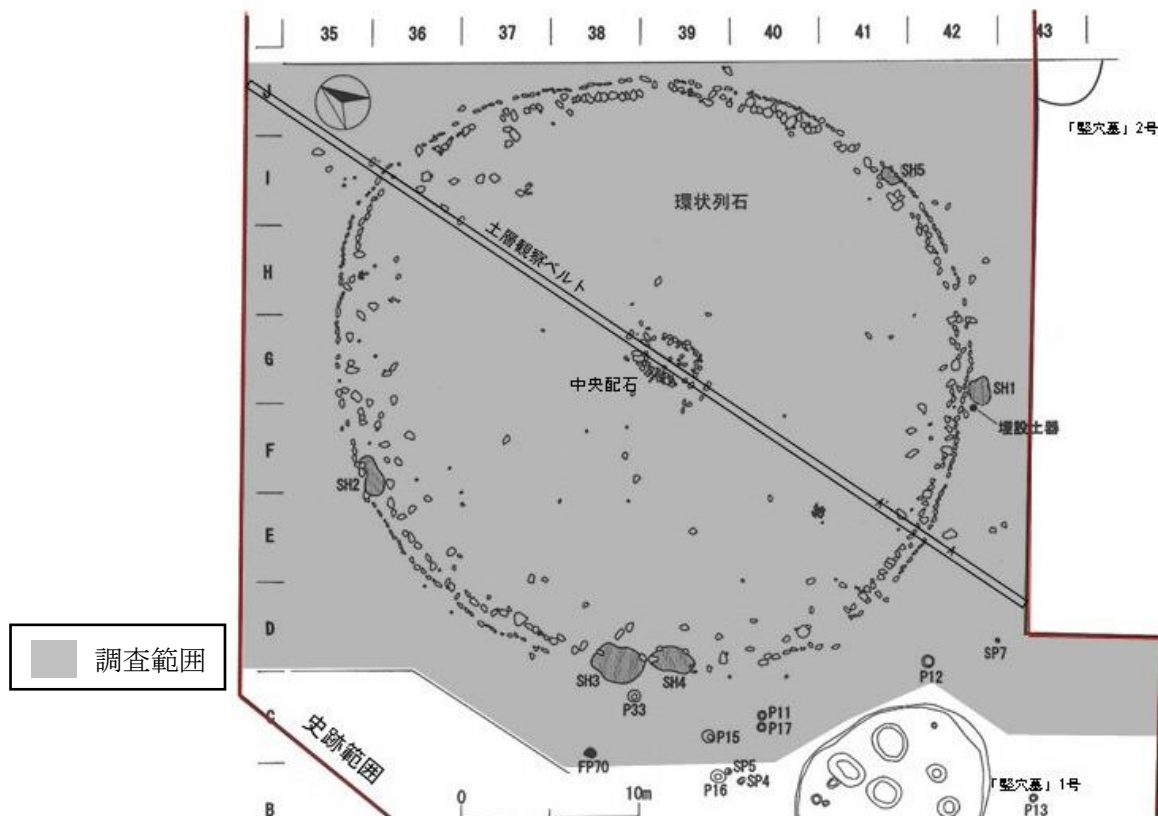 35 36 37 38 39 40 41 42 43
J
「竪穴墓」2号
I
SH5
環状列石
土層観察ベルト
H
G
中央配石
SH1
埋設土器
F
SH2
E
D
SP7
調査範囲
SH3
SH4
P12
P33
P11
C
P17
史跡範囲
P15
FP70
SP5
P16
SP4
「竪穴墓」1号
P13
B
0 10m